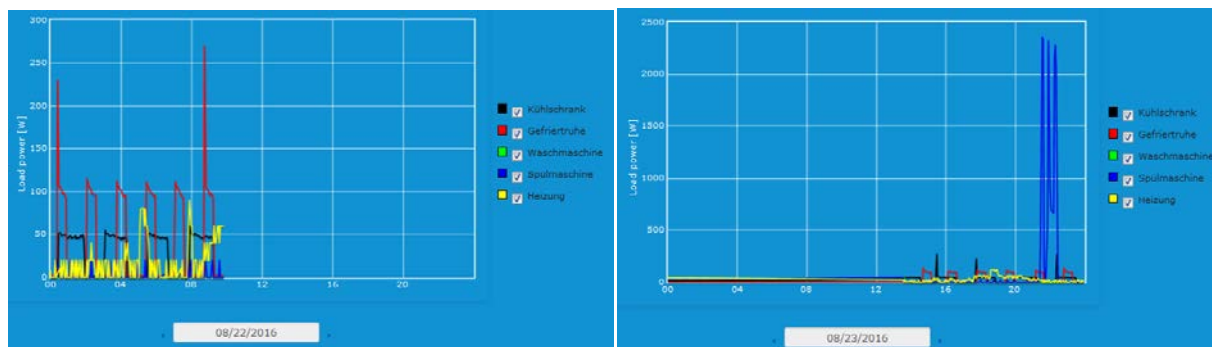 300
250
200
150
100
50
0
Load power [W]
00 04 08 12 16 20
Kühlschrank
Gefriertruhe
Waschmaschine
Spülmaschine
Heizung
08/22/2016
2500
2000
1500
1000
500
0
Load power [W]
00 04 08 12 16 20
Kühlschrank
Gefriertruhe
Waschmaschine
Spülmaschine
Heizung
08/23/2016